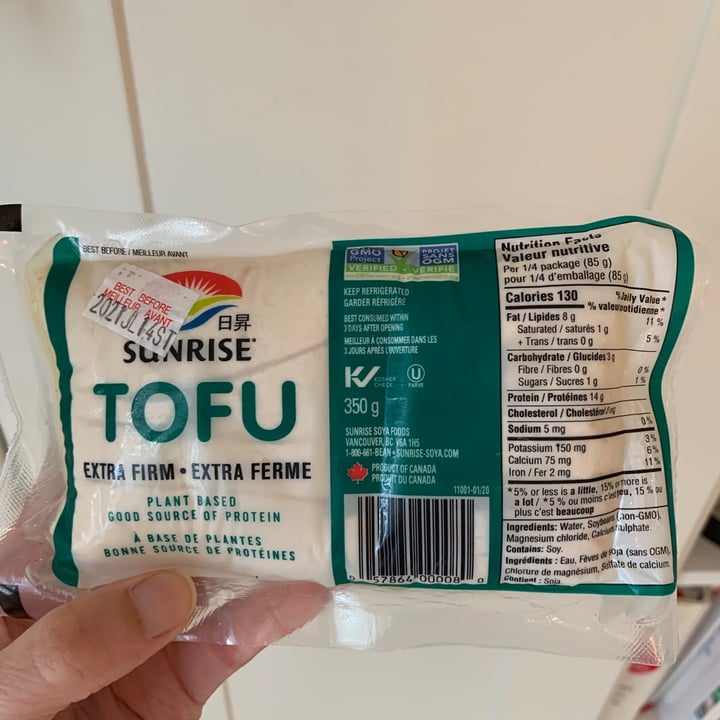 BEST BEFORE / MEILLEUR AVANT
BEST BEFORE
MEILLEUR AVANT
2021JL14
日昇
SUNRISE
TOFU
EXTRA FIRM • EXTRA FERME
PLANT BASED
GOOD SOURCE OF PROTEIN
À BASE DE PLANTES
BONNE SOURCE DE PROTÉINES
GMO
Project
VERIFIED
PROJET
SANS
OGM
VÉRIFIÉ
KEEP REFRIGERATED
GARDER RÉFRIGÉRÉ
BEST CONSUMED WITHIN
3 DAYS AFTER OPENING
MEILLEUR À CONSOMMER DANS LES
3 JOURS APRÈS L'OUVERTURE
KOSHER
CHECK
U
PARVE
350 g
SUNRISE SOYA FOODS
VANCOUVER, BC V6A 1H5
1-800-661-BEAN • SUNRISE-SOYA.COM
PRODUCT OF CANADA
PRODUIT DU CANADA
11001-01/20
0 57864 00008 0
Nutrition Facts
Valeur nutritive
Per 1/4 package (85 g)
pour 1/4 d'emballage (85 g)
Calories 130
% Daily Value *
% valeur quotidienne *
Fat / Lipides 8 g 11 %
Saturated / saturés 1 g
+ Trans / trans 0 g 5 %
Carbohydrate / Glucides 3 g
Fibre / Fibres 0 g 0 %
Sugars / Sucres 1 g 1 %
Protein / Protéines 14 g
Cholesterol / Cholestérol 0 mg
Sodium 5 mg 0 %
Potassium 150 mg 3 %
Calcium 75 mg 6 %
Iron / Fer 2 mg 11 %
*5% or less is a little, 15% or more is
a lot / *5 % ou moins c'est peu, 15 % ou
plus c'est beaucoup
Ingredients: Water, Soybeans (non-GMO),
Magnesium chloride, Calcium sulphate.
Contains: Soy.
Ingrédients : Eau, Fèves de soja (sans OGM),
Chlorure de magnésium, Sulfate de calcium.
Contient : Soja.